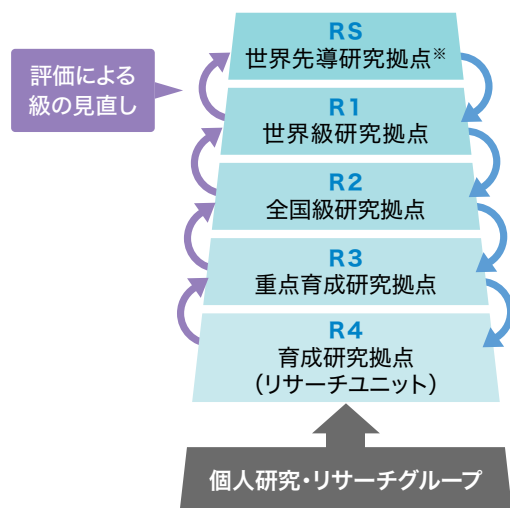 RS
世界先導研究拠点※
評価による
級の見直し
R1
世界級研究拠点
R2
全国級研究拠点
R3
重点育成研究拠点
R4
育成研究拠点
(リサーチユニット)
個人研究・リサーチグループ